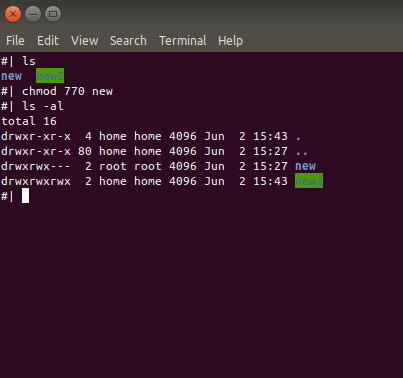 File Edit View Search Terminal Help
#| ls
new new2
#| chmod 770 new
#| ls -al
total 16
drwxr-xr-x 4 home home 4096 Jun 2 15:43 .
drwxr-xr-x 80 home home 4096 Jun 2 15:27 ..
drwxrwx--- 2 root root 4096 Jun 2 15:27 new
drwxrwxrwx 2 home home 4096 Jun 2 15:43 new2
#|